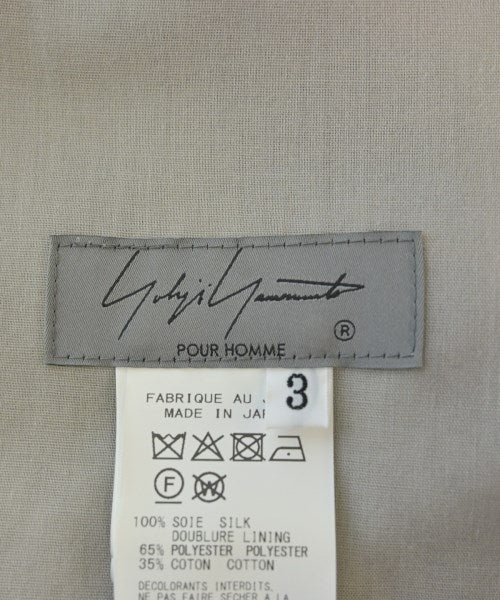 Yohji Yamamoto ®
POUR HOMME
3
FABRIQUE AU
MADE IN
F W
100% SOIE SILK
DOUBLURE LINING
65% POLYESTER POLYESTER
35% COTON COTTON
DECOLORANTS INTERDITS,
NE PAS FAIRE SECHER A LA